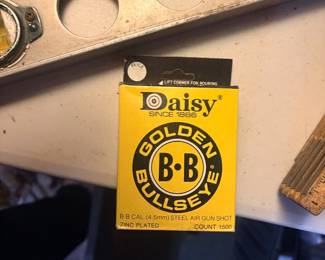 LIFT CORNER FOR POURING
Daisy®
SINCE 1886
GOLDEN
B•B
BULLSEYE
B B CAL (4.5mm) STEEL AIR GUN SHOT
ZINC PLATED COUNT 1500